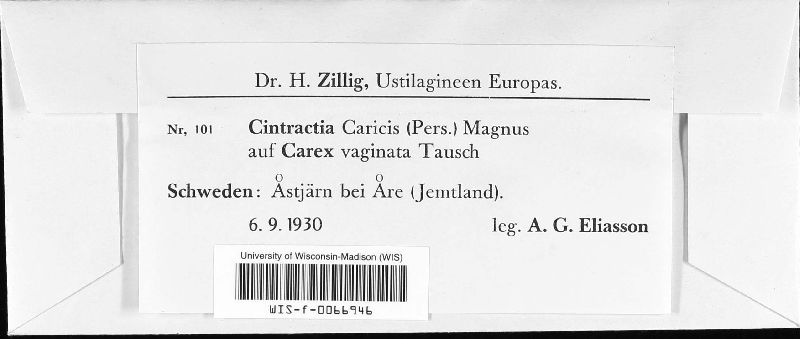 Dr. H. Zillig, Ustilagineen Europas.
Nr, 101 Cintractia Caricis (Pers.) Magnus
auf Carex vaginata Tausch
Schweden: Åstjärn bei Åre (Jemtland).
6. 9. 1930 leg. A. G. Eliasson
University of Wisconsin-Madison (WIS)
WIS-f-0066946